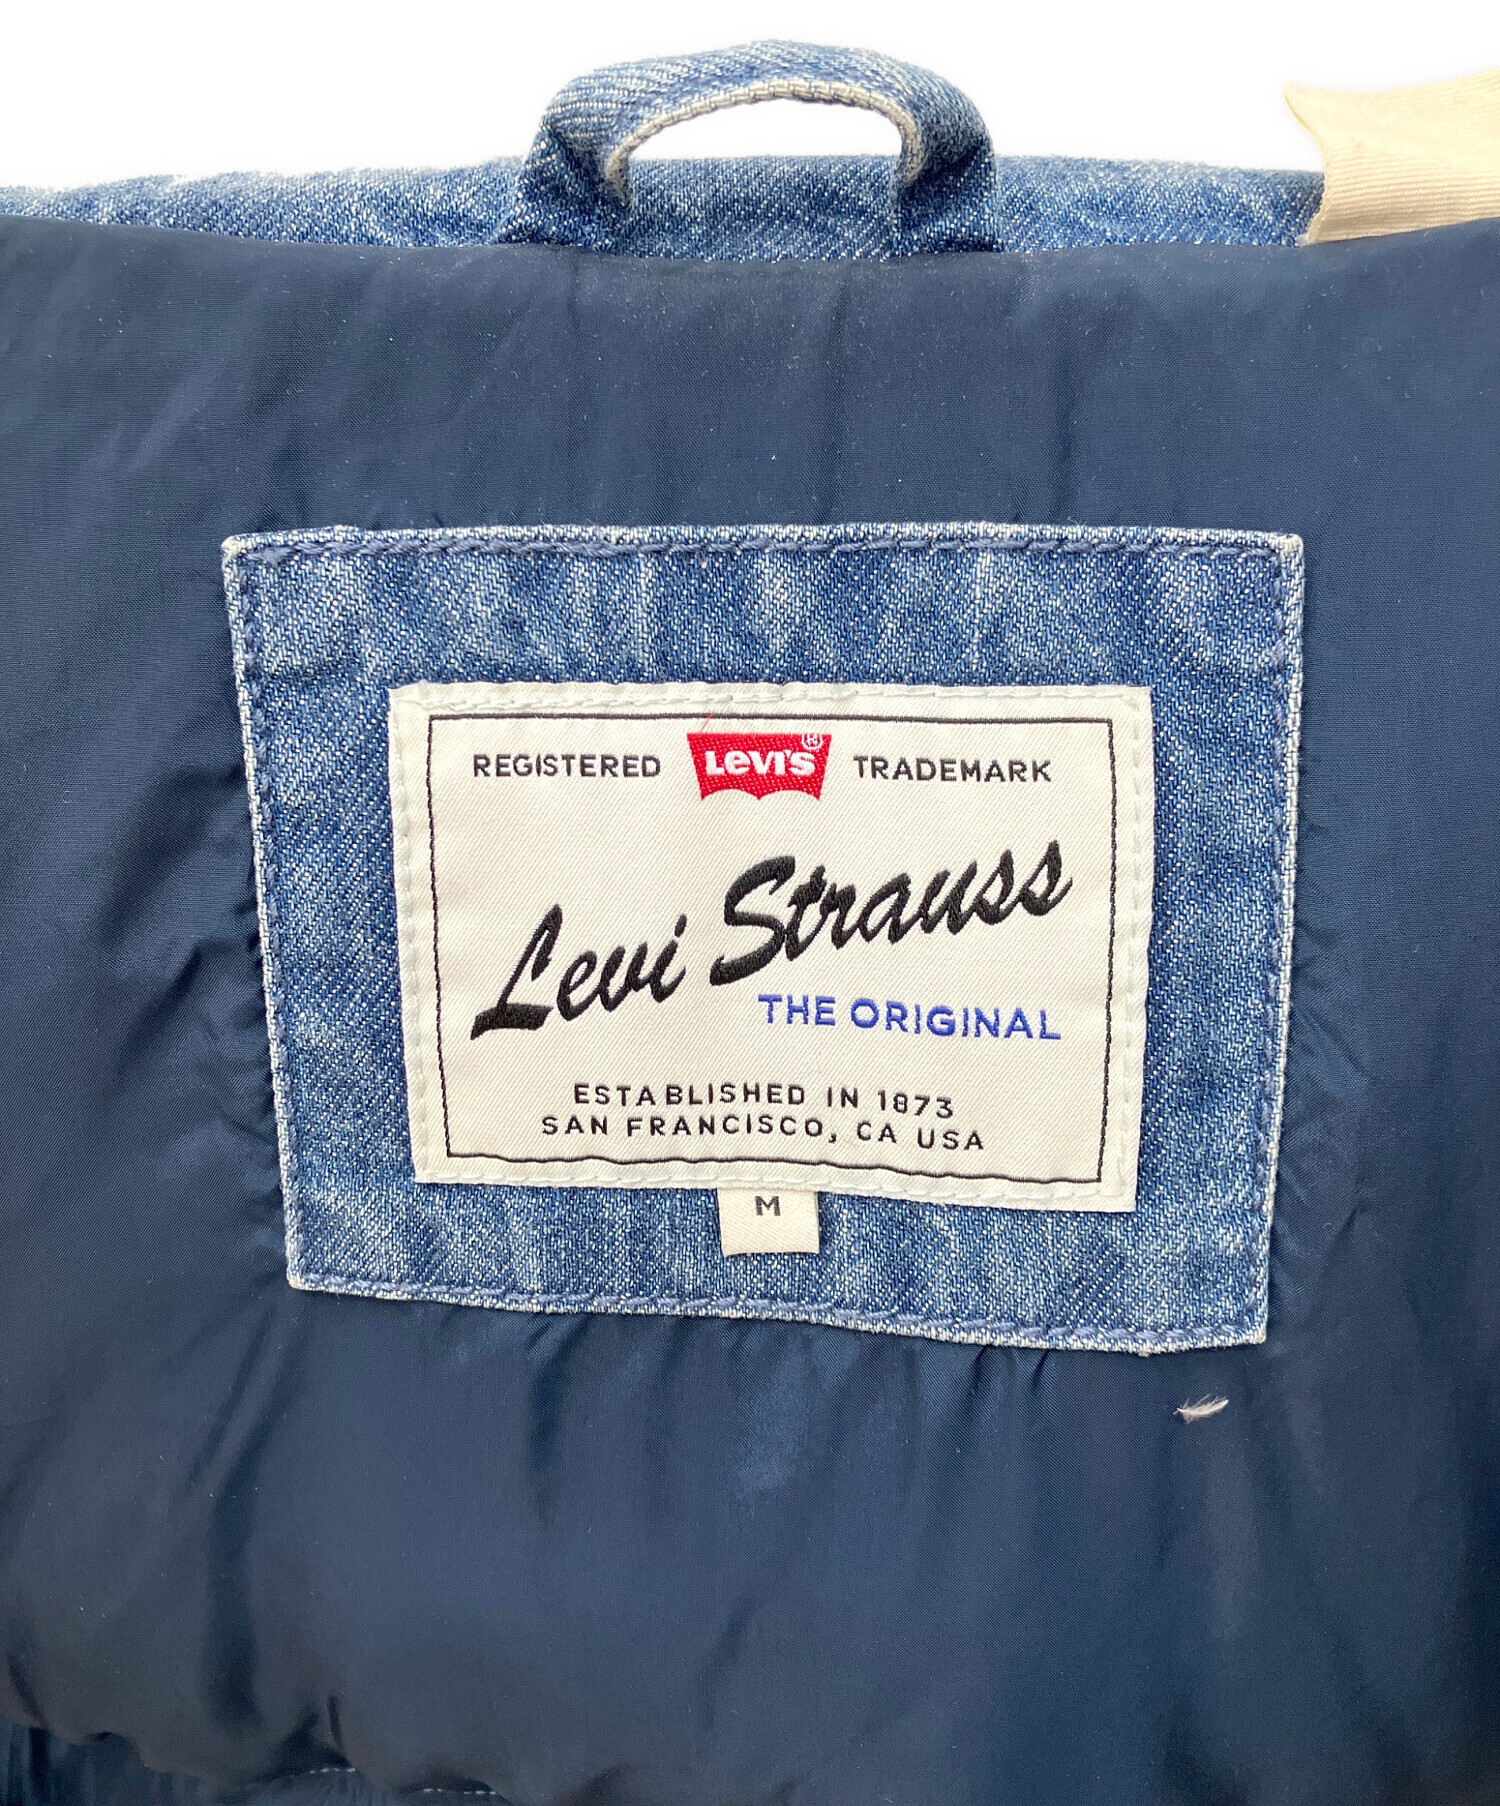 REGISTERED LEVI'S ® TRADEMARK
Levi Strauss
THE ORIGINAL
ESTABLISHED IN 1873
SAN FRANCISCO, CA USA
M